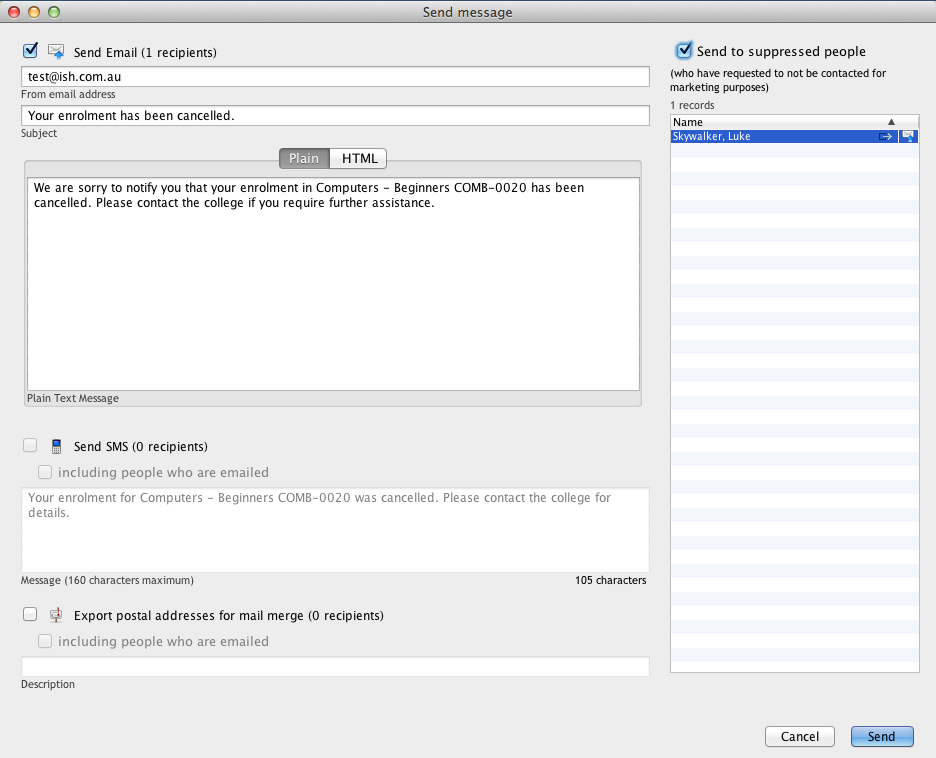 Send message
Send Email (1 recipients)
test@ish.com.au
From email address
Your enrolment has been cancelled.
Subject
Plain
HTML
We are sorry to notify you that your enrolment in Computers - Beginners COMB-0020 has been
cancelled. Please contact the college if you require further assistance.
Plain Text Message
Send SMS (0 recipients)
including people who are emailed
Your enrolment for Computers - Beginners COMB-0020 was cancelled. Please contact the college for
details.
Message (160 characters maximum)
105 characters
Export postal addresses for mail merge (0 recipients)
including people who are emailed
Description
Send to suppressed people
(who have requested to not be contacted for
marketing purposes)
1 records
Name
Skywalker, Luke
Cancel
Send